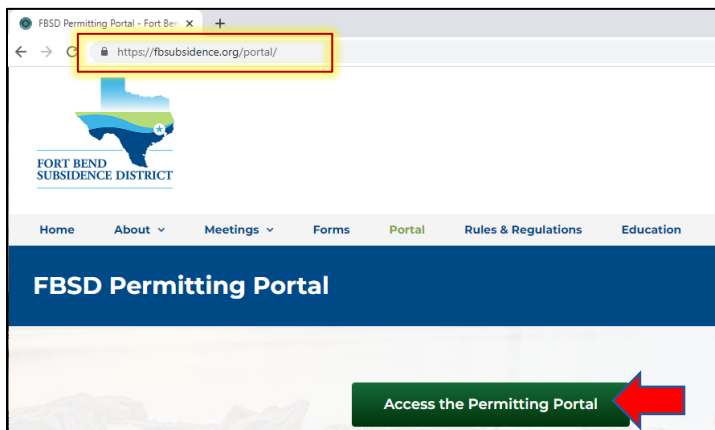 FBSD Permitting Portal - Fort Ben
https://fbsubsidence.org/portal/
FORT BEND
SUBSIDENCE DISTRICT
Home About Meetings Forms Portal Rules & Regulations Education
FBSD Permitting Portal
Access the Permitting Portal